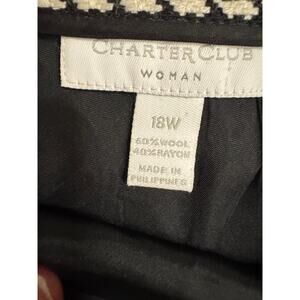 CHARTER CLUB
WOMAN
18W
60% WOOL
40% RAYON
MADE IN
PHILIPPINES